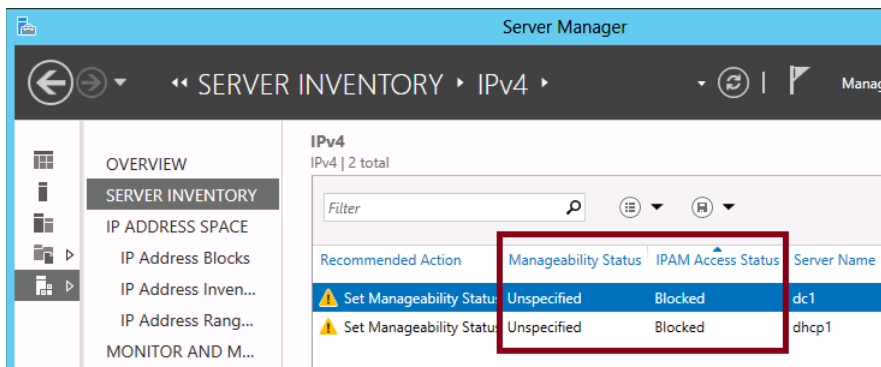 Server Manager
SERVER INVENTORY IPv4
Manag
OVERVIEW
SERVER INVENTORY
IP ADDRESS SPACE
IP Address Blocks
IP Address Inven...
IP Address Rang...
MONITOR AND M...
IPv4
IPv4 | 2 total
Filter
Recommended Action Manageability Status IPAM Access Status Server Name
Set Manageability Status Unspecified Blocked dc1
Set Manageability Status Unspecified Blocked dhcp1